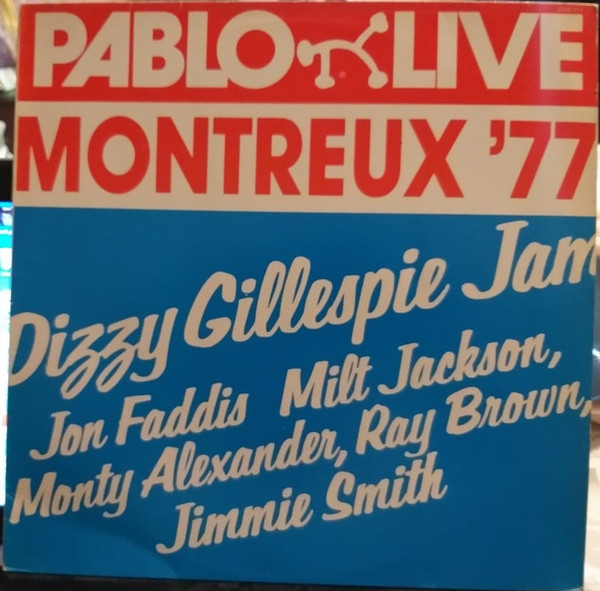 PABLO LIVE
MONTREUX '77
Dizzy Gillespie Jam
Jon Faddis Milt Jackson,
Monty Alexander, Ray Brown,
Jimmie Smith